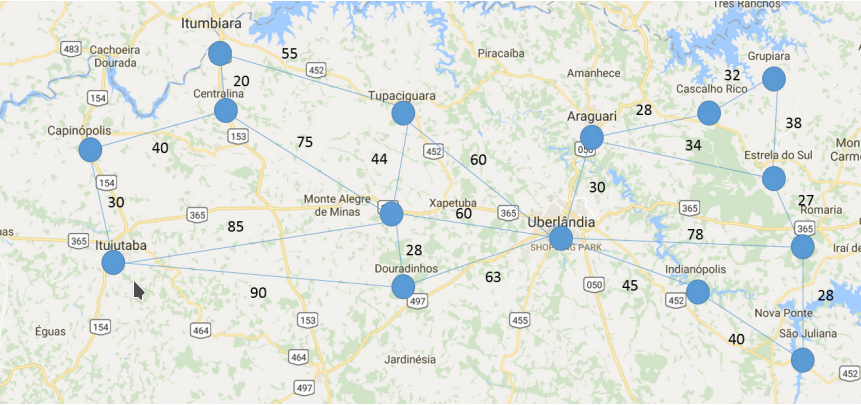 Três Ranchos
Itumbiara
483
Cachoeira
Dourada
55
452
Piracaíba
Grupiara
32
Amanhece
20
154
Centralina
Tupaciguara
Cascalho Rico
28
Araguari
Capinópolis
153
38
40
75
44
452
60
050
34
Mon
Carme
Estrela do Sul
154
30
30
27
Monte Alegre
de Minas
Xapetuba
365
60
365
Uberlândia
365
Romaria
365
85
78
365
Ituiutaba
SHOPPING PARK
Iraí de
28
Douradinhos
63
Indianópolis
90
497
050
45
452
28
Nova Ponte
Éguas
154
464
153
455
São Juliana
40
464
Jardinésia
452
497